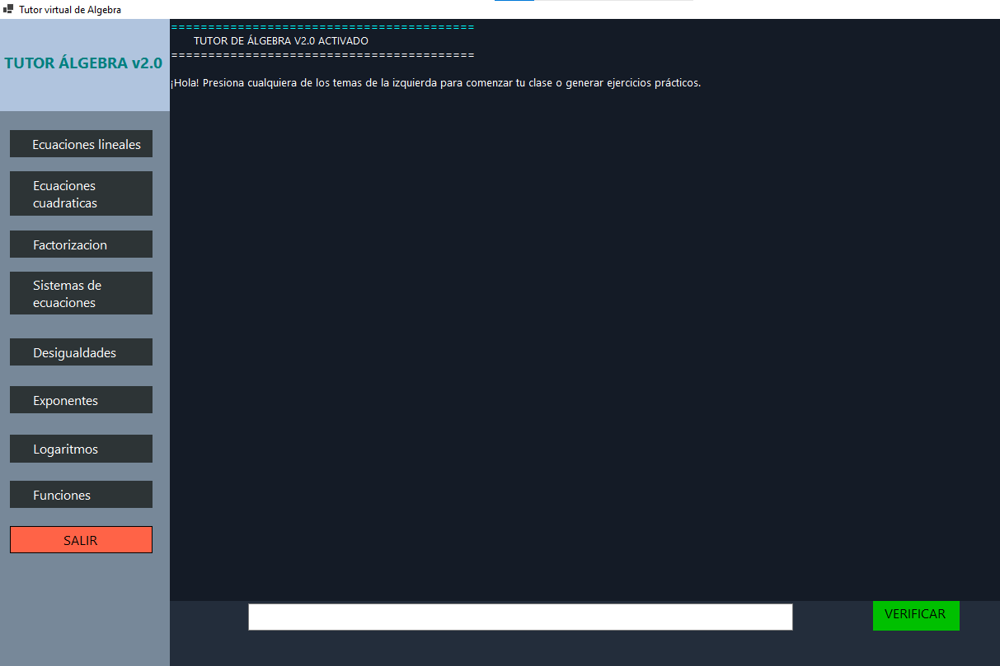 Tutor virtual de Algebra
TUTOR ÁLGEBRA v2.0
=========================================
TUTOR DE ÁLGEBRA V2.0 ACTIVADO
=========================================
¡Hola! Presiona cualquiera de los temas de la izquierda para comenzar tu clase o generar ejercicios prácticos.
Ecuaciones lineales
Ecuaciones
cuadraticas
Factorizacion
Sistemas de
ecuaciones
Desigualdades
Exponentes
Logaritmos
Funciones
SALIR
VERIFICAR